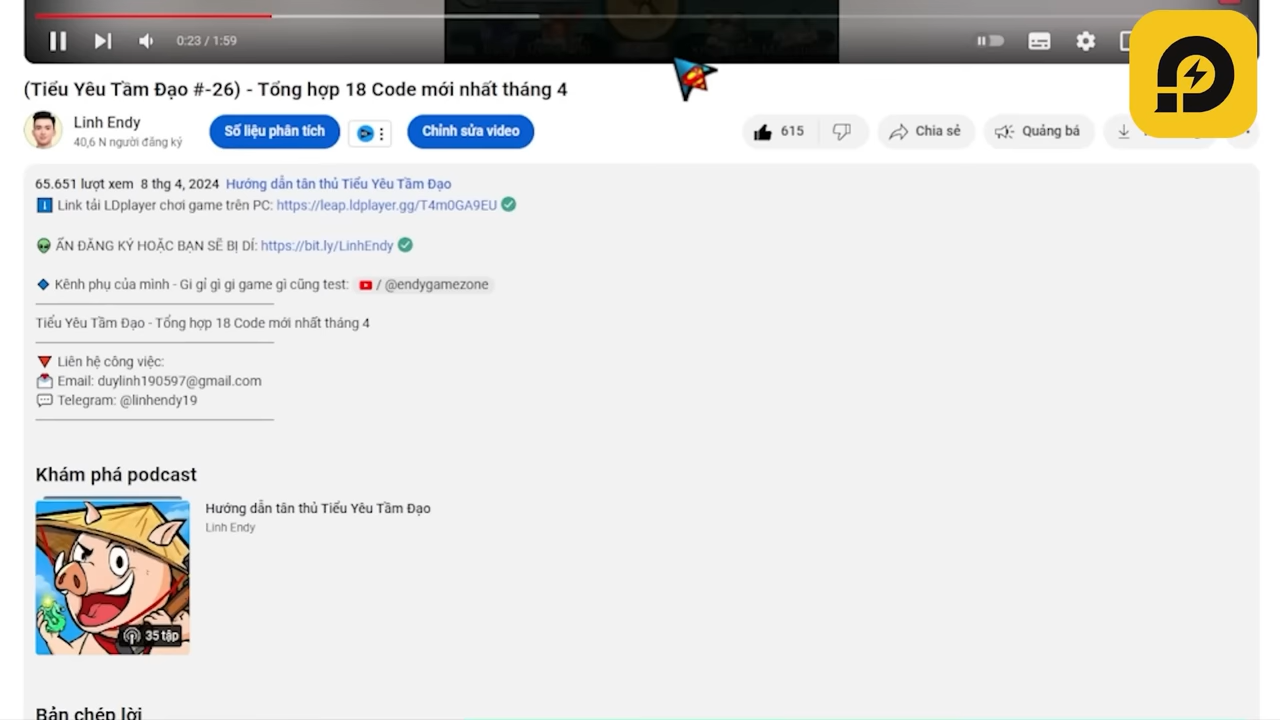 0:23 / 1:59
(Tiểu Yêu Tầm Đạo #-26) - Tổng hợp 18 Code mới nhất tháng 4
Linh Endy
40,6 N người đăng ký
Số liệu phân tích
Chỉnh sửa video
615
Chia sẻ
Quảng bá
65.651 lượt xem 8 thg 4, 2024 Hướng dẫn tân thủ Tiểu Yêu Tầm Đạo
Link tải LDplayer chơi game trên PC: https://leap.ldplayer.gg/T4m0GA9EU
ẤN ĐĂNG KÝ HOẶC BẠN SẼ BỊ DÍ: https://bit.ly/LinhEndy
Kênh phụ của mình - Gi gỉ gì gi game gì cũng test: / @endygamezone
Tiểu Yêu Tầm Đạo - Tổng hợp 18 Code mới nhất tháng 4
Liên hệ công việc:
Email: duylinh190597@gmail.com
Telegram: @linhendy19
Khám phá podcast
Hướng dẫn tân thủ Tiểu Yêu Tầm Đạo
Linh Endy
35 tập
Bản chép lời